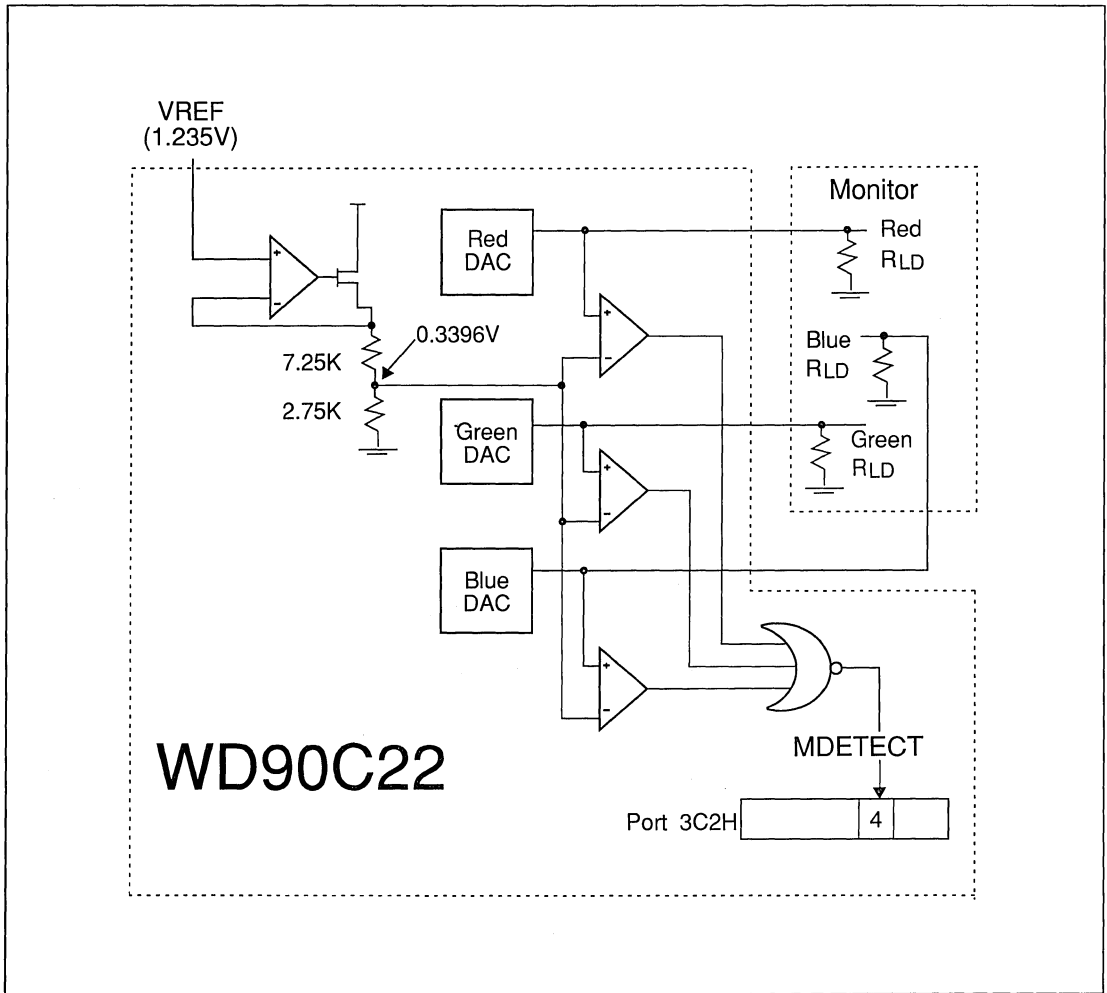 VREF
(1.235V)
Monitor
Red
DAC
Red
RLD
+
-
0.3396V
+
-
7.25K
Blue
RLD
2.75K
Green
DAC
Green
RLD
+
-
Blue
DAC
+
-
WD90C22
MDETECT
Port 3C2H
4